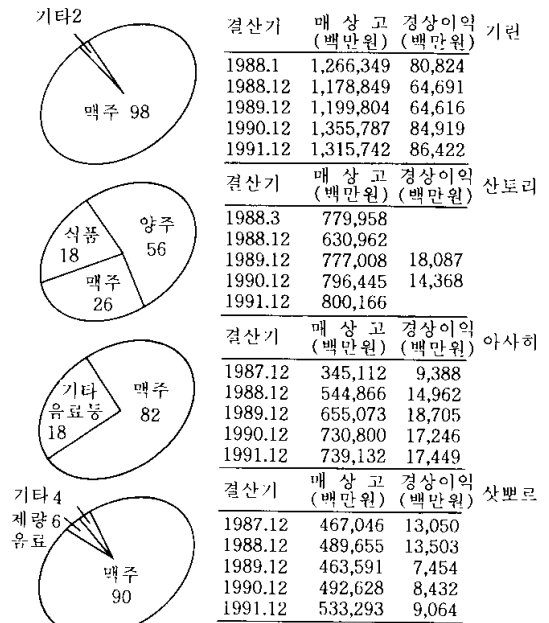 기타2
맥주 98
결산기 매 상 고 (백만원) 경상이익 (백만원) 기린
1988.1 1,266,349 80,824
1988.12 1,178,849 64,691
1989.12 1,199,804 64,616
1990.12 1,355,787 84,919
1991.12 1,315,742 86,422
식품 18
양주 56
맥주 26
결산기 매 상 고 (백만원) 경상이익 (백만원) 산토리
1988.3 779,958
1988.12 630,962
1989.12 777,008 18,087
1990.12 796,445 14,368
1991.12 800,166
기타 음료등 18
맥주 82
결산기 매 상 고 (백만원) 경상이익 (백만원) 아사히
1987.12 345,112 9,388
1988.12 544,866 14,962
1989.12 655,073 18,705
1990.12 730,800 17,246
1991.12 739,132 17,449
기타 4
제량 6
음료
맥주 90
결산기 매 상 고 (백만원) 경상이익 (백만원) 삿뽀르
1987.12 467,046 13,050
1988.12 489,655 13,503
1989.12 463,591 7,454
1990.12 492,628 8,432
1991.12 533,293 9,064